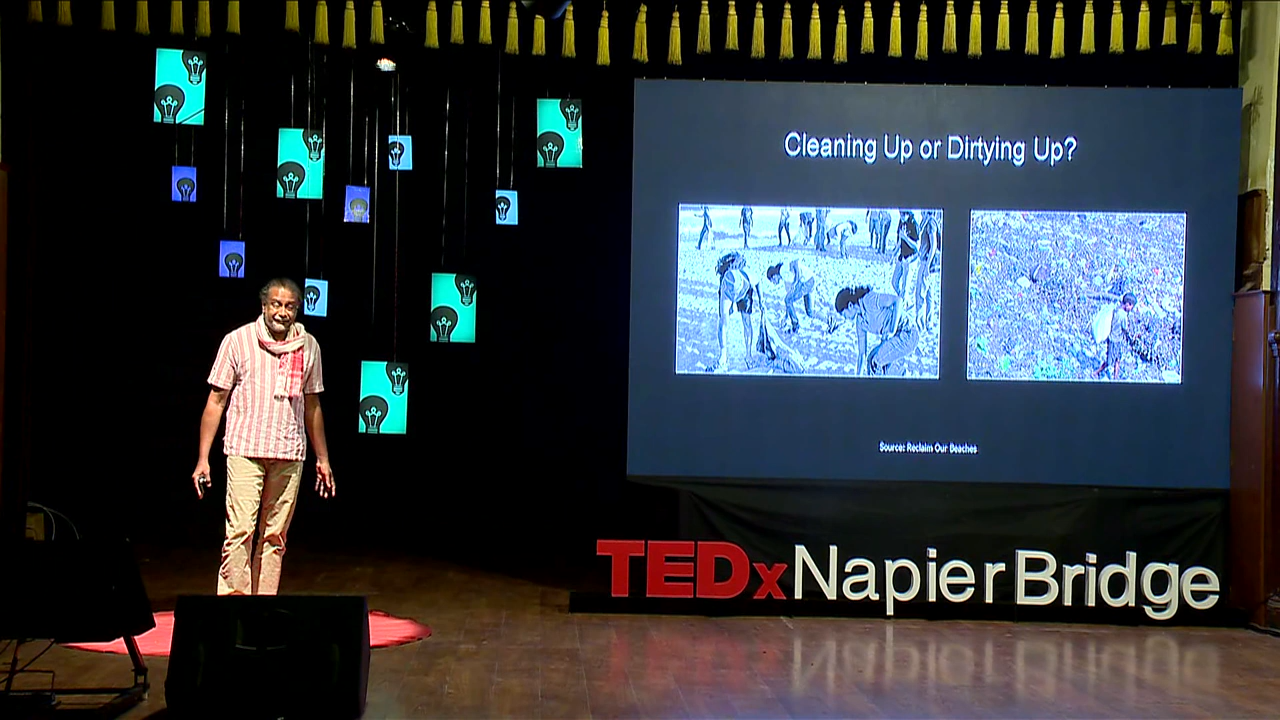 Cleaning Up or Dirtying Up?
Source: Reclaim Our Beaches
TEDxNapierBridge